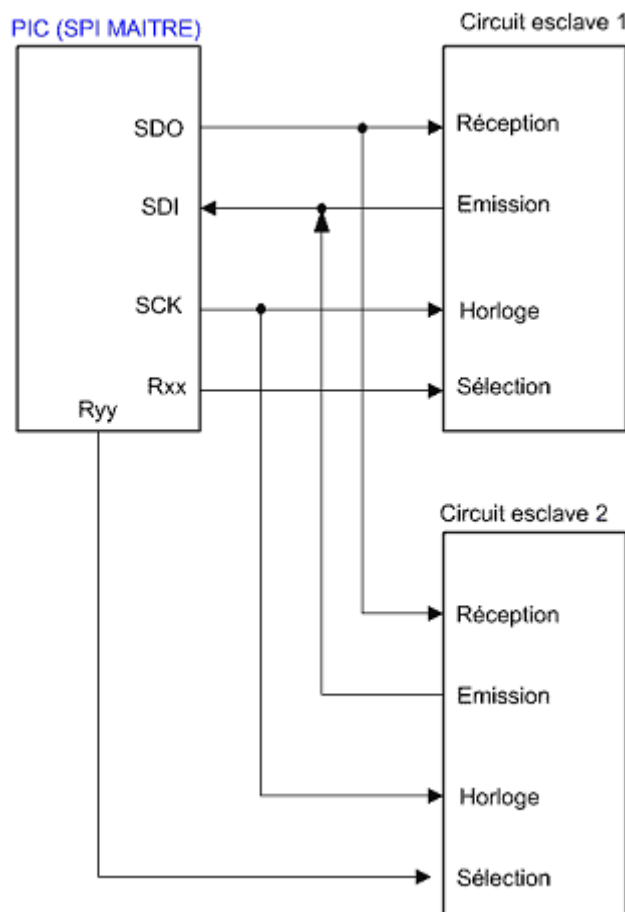 PIC (SPI MAITRE)
Circuit esclave 1
SDO
Réception
SDI
Emission
SCK
Horloge
Rxx
Sélection
Ryy
Circuit esclave 2
Réception
Emission
Horloge
Sélection